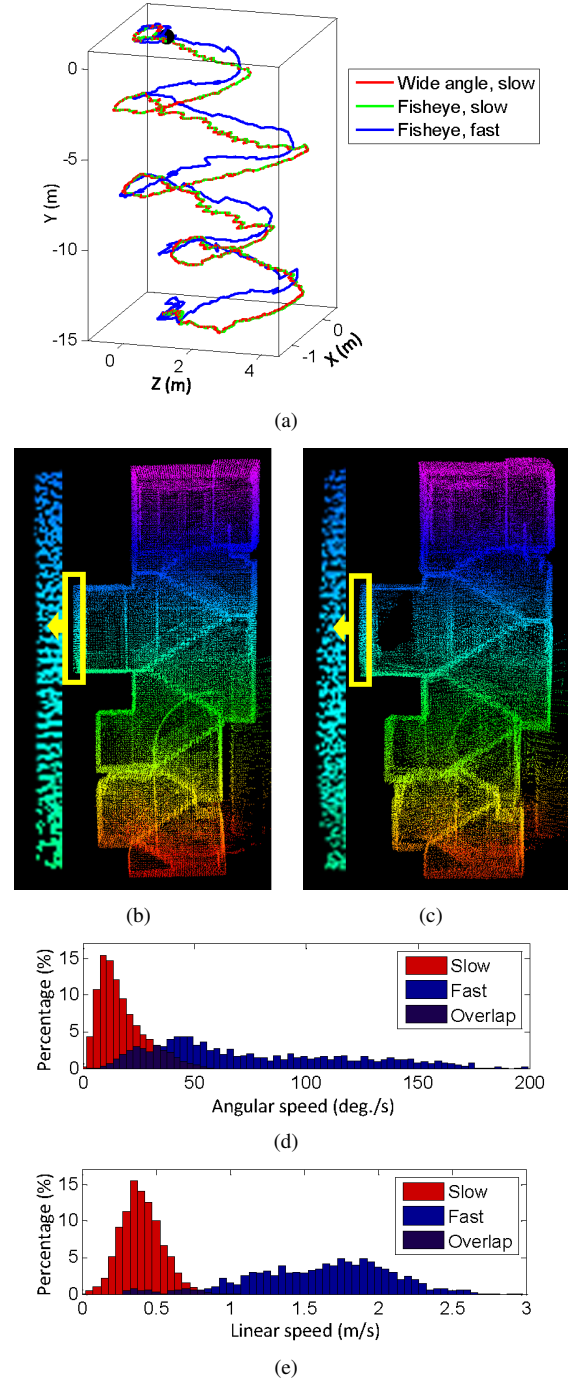 0
-5
-10
-15
Y (m)
0
2
4
Z (m)
-1
0
X (m)
Wide angle, slow
Fisheye, slow
Fisheye, fast
(a)
(b)
(c)
15
10
5
0
Percentage (%)
Slow
Fast
Overlap
0
50
100
150
200
Angular speed (deg./s)
(d)
15
10
5
0
Percentage (%)
Slow
Fast
Overlap
0
0.5
1
1.5
2
2.5
3
Linear speed (m/s)
(e)